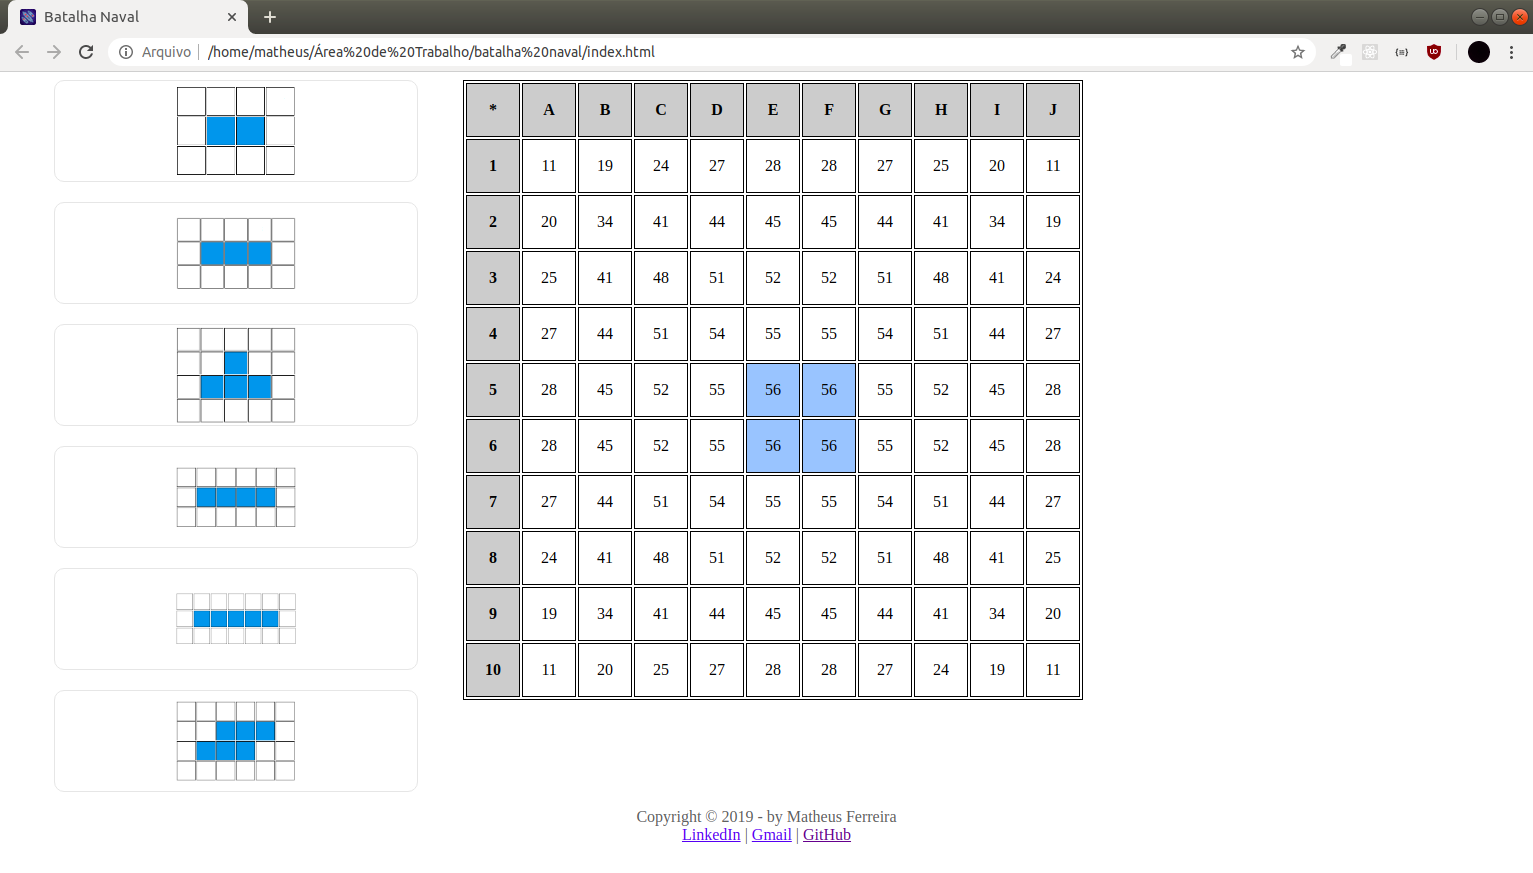 Batalha Naval
Arquivo | /home/matheus/Área%20de%20Trabalho/batalha%20naval/index.html
* A B C D E F G H I J
1 11 19 24 27 28 28 27 25 20 11
2 20 34 41 44 45 45 44 41 34 19
3 25 41 48 51 52 52 51 48 41 24
4 27 44 51 54 55 55 54 51 44 27
5 28 45 52 55 56 56 55 52 45 28
6 28 45 52 55 56 56 55 52 45 28
7 27 44 51 54 55 55 54 51 44 27
8 24 41 48 51 52 52 51 48 41 25
9 19 34 41 44 45 45 44 41 34 20
10 11 20 25 27 28 28 27 24 19 11
Copyright © 2019 - by Matheus Ferreira
LinkedIn | Gmail | GitHub